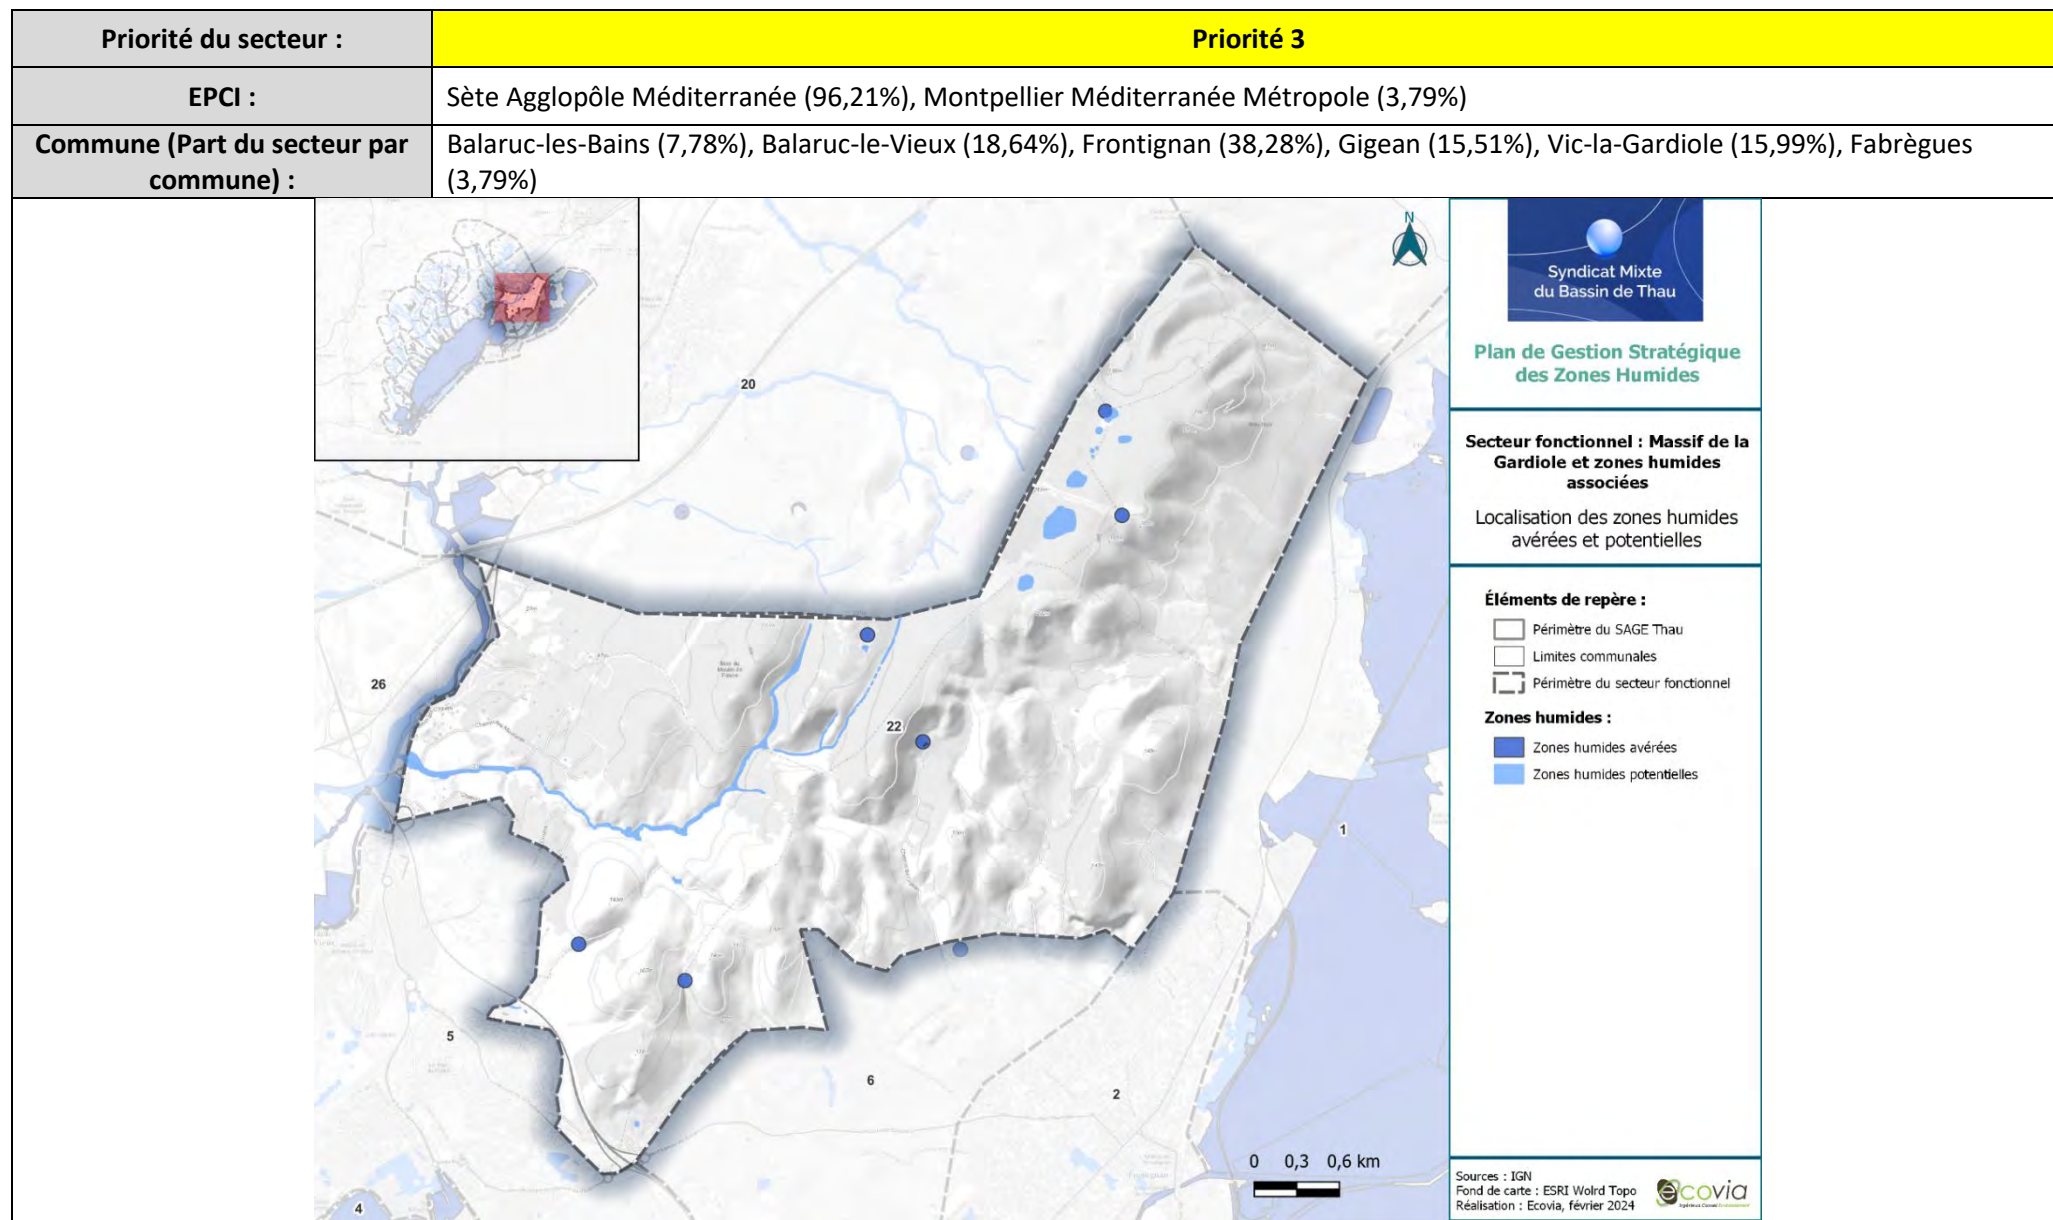 Priorité du secteur :
Priorité 3
EPCI :
Sète Agglopôle Méditerranée (96,21%), Montpellier Méditerranée Métropole (3,79%)
Commune (Part du secteur par
commune) :
Balaruc-les-Bains (7,78%), Balaruc-le-Vieux (18,64%), Frontignan (38,28%), Gigean (15,51%), Vic-la-Gardiole (15,99%), Fabrègues
(3,79%)
N
20
26
22
1
5
6
2
4
0 0,3 0,6 km
Syndicat Mixte
du Bassin de Thau
Plan de Gestion Stratégique
des Zones Humides
Secteur fonctionnel : Massif de la
Gardiole et zones humides
associées
Localisation des zones humides
avérées et potentielles
Éléments de repère :
Périmètre du SAGE Thau
Limites communales
Périmètre du secteur fonctionnel
Zones humides :
Zones humides avérées
Zones humides potentielles
Sources : IGN
Fond de carte : ESRI Wolrd Topo
Réalisation : Ecovia, février 2024
ecovia